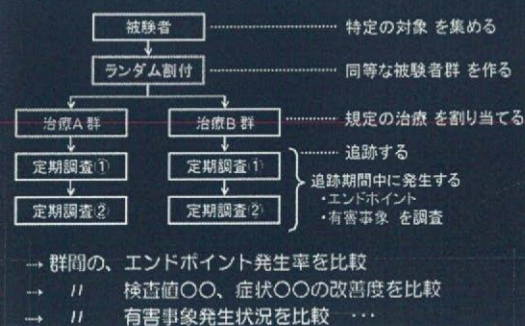 被験者 特定の対象 を集める
ランダム割付 同等な被験者群 を作る
治療A 群 治療B 群 規定の治療 を割り当てる
追跡する
定期調査① 定期調査① 追跡期間中に発生する
・エンドポイント
定期調査② 定期調査② ・有害事象 を調査
→ 群間の、エンドポイント発生率を比較
→ 〃 検査値〇〇、症状〇〇の改善度を比較
→ 〃 有害事象発生状況を比較 ・・・